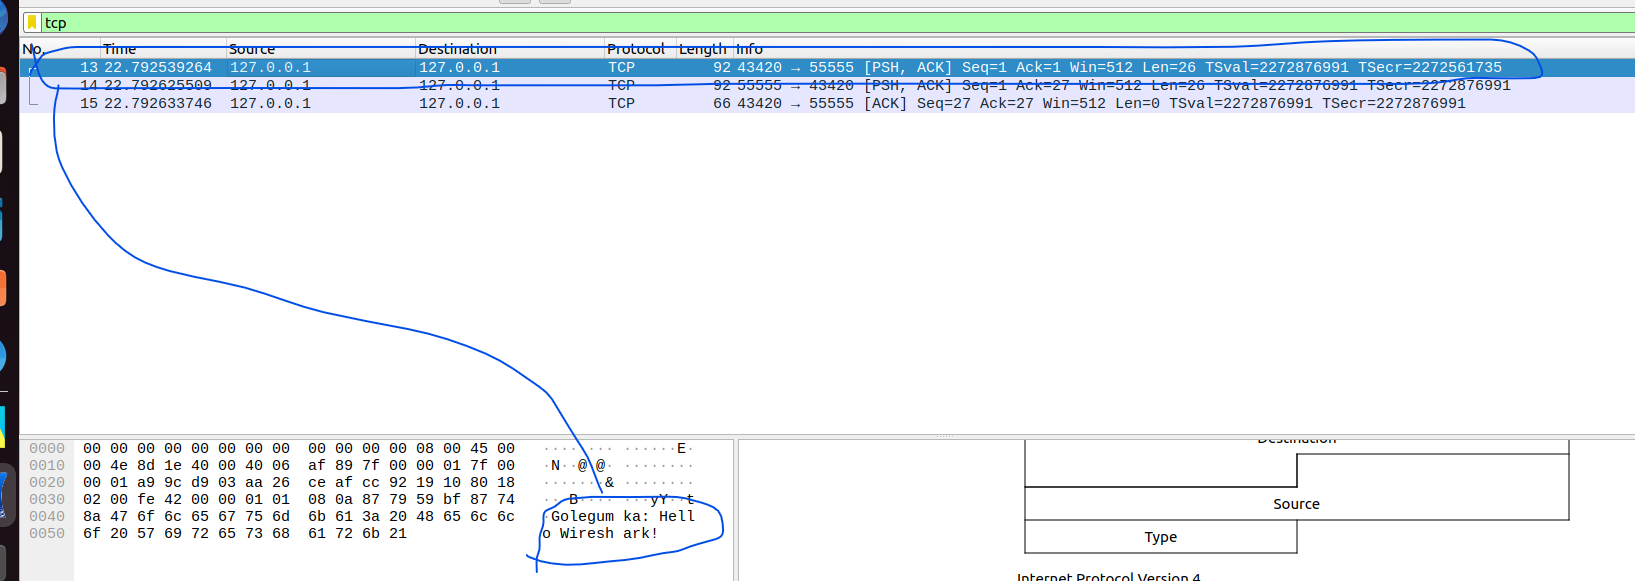 tcp
No. Time Source Destination Protocol Length Info
13 22.792539264 127.0.0.1 127.0.0.1 TCP 92 43420 → 55555 [PSH, ACK] Seq=1 Ack=1 Win=512 Len=26 TSval=2272876991 TSecr=2272561735
14 22.792625509 127.0.0.1 127.0.0.1 TCP 92 55555 → 43420 [PSH, ACK] Seq=1 Ack=27 Win=512 Len=26 TSval=2272876991 TSecr=2272876991
15 22.792633746 127.0.0.1 127.0.0.1 TCP 66 43420 → 55555 [ACK] Seq=27 Ack=27 Win=512 Len=0 TSval=2272876991 TSecr=2272876991
0000 00 00 00 00 00 00 00 00 00 00 00 00 08 00 45 00 ········ ······E·
0010 00 4e 8d 1e 40 00 40 06 af 89 7f 00 00 01 7f 00 ·N··@·@· ········
0020 00 01 a9 9c d9 03 aa 26 ce af cc 92 19 10 80 18 ·······& ········
0030 02 00 fe 42 00 00 01 01 08 0a 87 79 59 bf 87 74 ···B···· ···yY··t
0040 8a 47 6f 6c 65 67 75 6d 6b 61 3a 20 48 65 6c 6c ·Golegum ka: Hell
0050 6f 20 57 69 72 65 73 68 61 72 6b 21 o Wiresh ark!
Destination
Source
Type
Internet Protocol Version 4